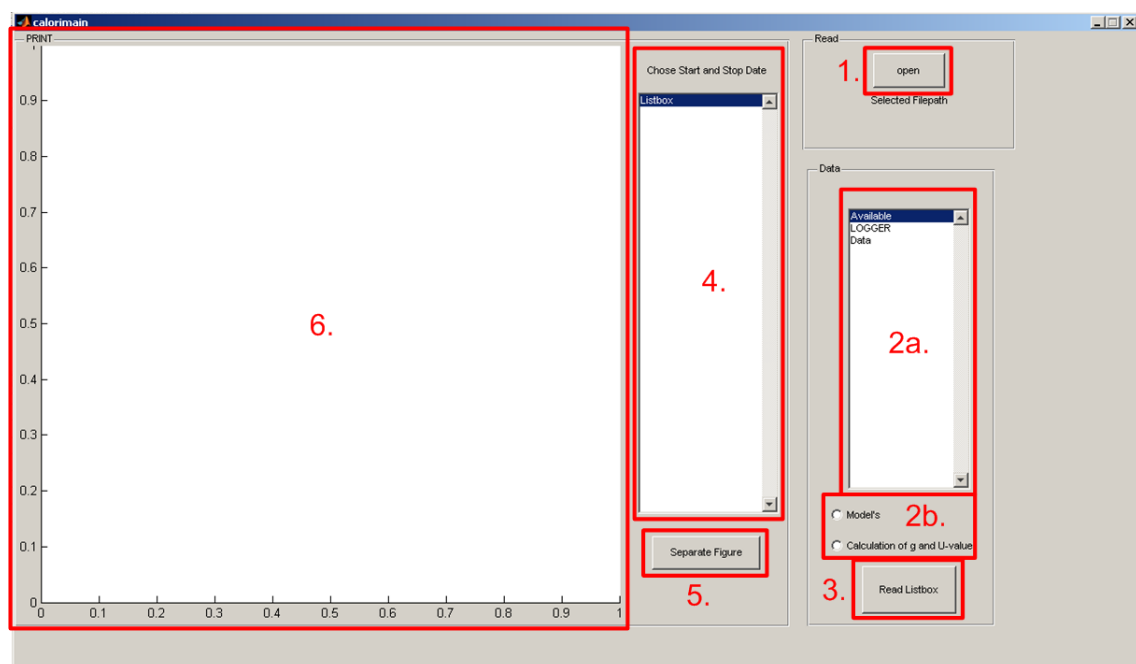 calorimain
PRINT
1
0.9
0.8
0.7
0.6
0.5
0.4
0.3
0.2
0.1
0
0 0.1 0.2 0.3 0.4 0.5 0.6 0.7 0.8 0.9 1
6.
Chose Start and Stop Date
Listbox
4.
Separate Figure
5.
Read
1.
open
Selected Filepath
Data
Available
LOGGER
Data
2a.
Model's
2b.
Calculation of g and U-value
3.
Read Listbox